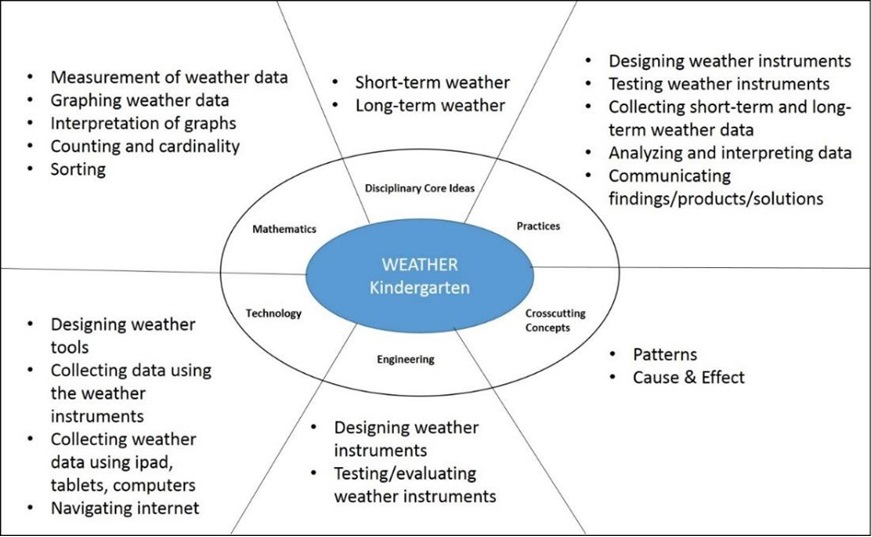 • Measurement of weather data
• Graphing weather data
• Interpretation of graphs
• Counting and cardinality
• Sorting
• Short-term weather
• Long-term weather
• Designing weather instruments
• Testing weather instruments
• Collecting short-term and long-
term weather data
• Analyzing and interpreting data
• Communicating
findings/products/solutions
Disciplinary Core Ideas
Mathematics
Practices
WEATHER
Kindergarten
Technology
Crosscutting
Concepts
Engineering
• Designing weather
tools
• Collecting data using
the weather
instruments
• Collecting weather
data using ipad,
tablets, computers
• Navigating internet
• Designing weather
instruments
• Testing/evaluating
weather instruments
• Patterns
• Cause & Effect